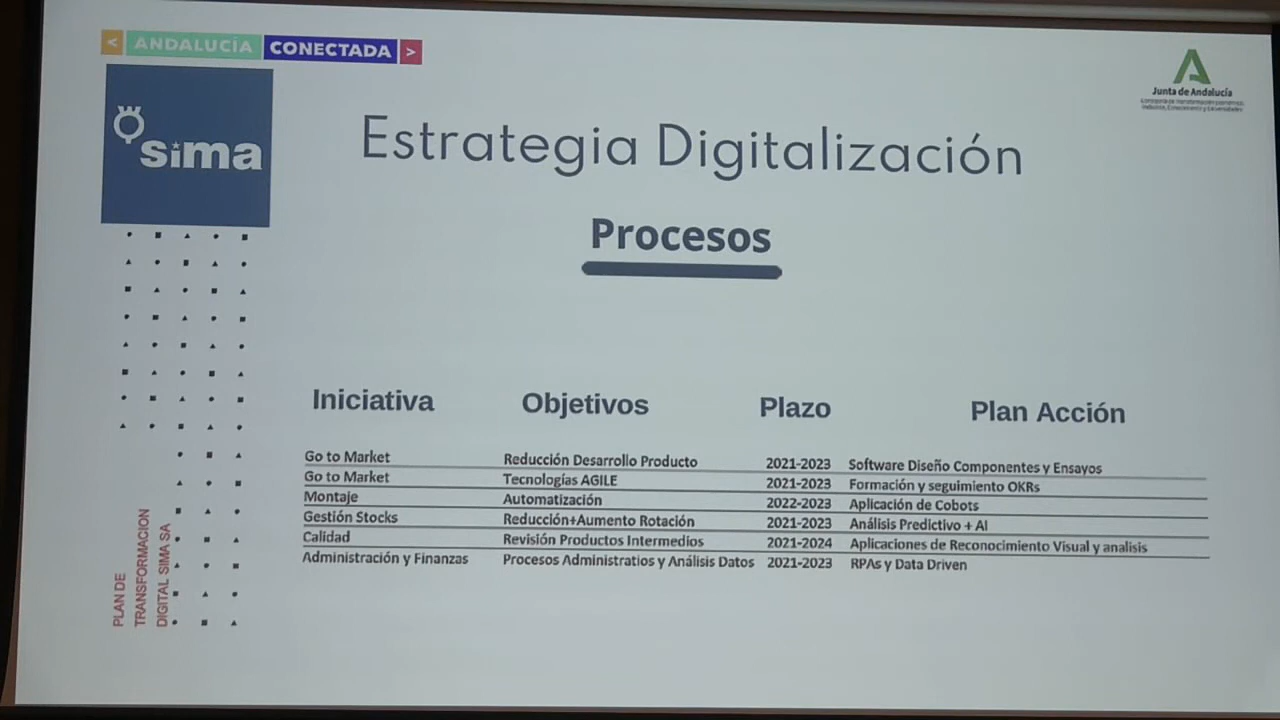 < ANDALUCÍA CONECTADA >
Junta de Andalucía
sima
Estrategia Digitalización
Procesos
Iniciativa Objetivos Plazo Plan Acción
Go to Market Reducción Desarrollo Producto 2021-2023 Software Diseño Componentes y Ensayos
Go to Market Tecnologías AGILE 2021-2023 Formación y seguimiento OKRs
Montaje Automatización 2022-2023 Aplicación de Cobots
Gestión Stocks Reducción+Aumento Rotación 2021-2023 Análisis Predictivo + AI
Calidad Revisión Productos Intermedios 2021-2024 Aplicaciones de Reconocimiento Visual y analisis
Administración y Finanzas Procesos Administratios y Análisis Datos 2021-2023 RPAs y Data Driven
PLAN DE
TRANSFORMACION
DIGITAL SIMA SA